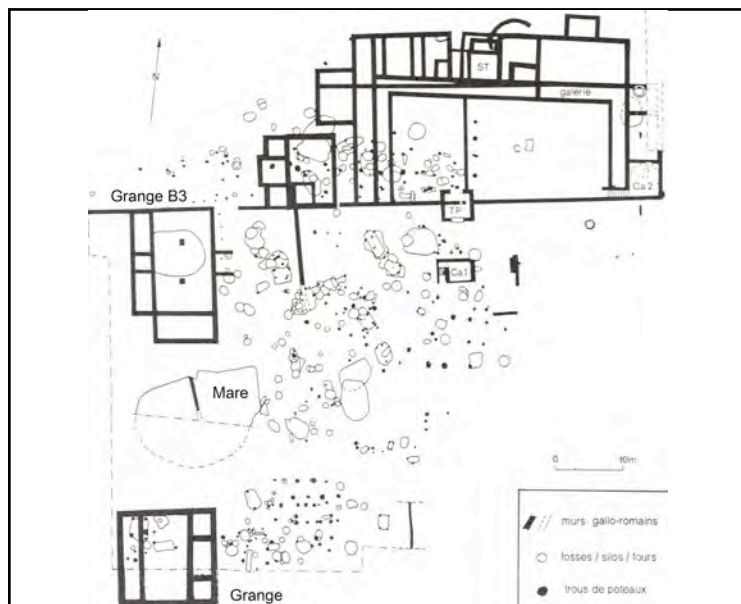 N
ST
galerie
C
Ca 2
Grange B3
TP
Ca1
Mare
0 10m
murs gallo-romains
fosses / silos / fours
trous de poteaux
Grange